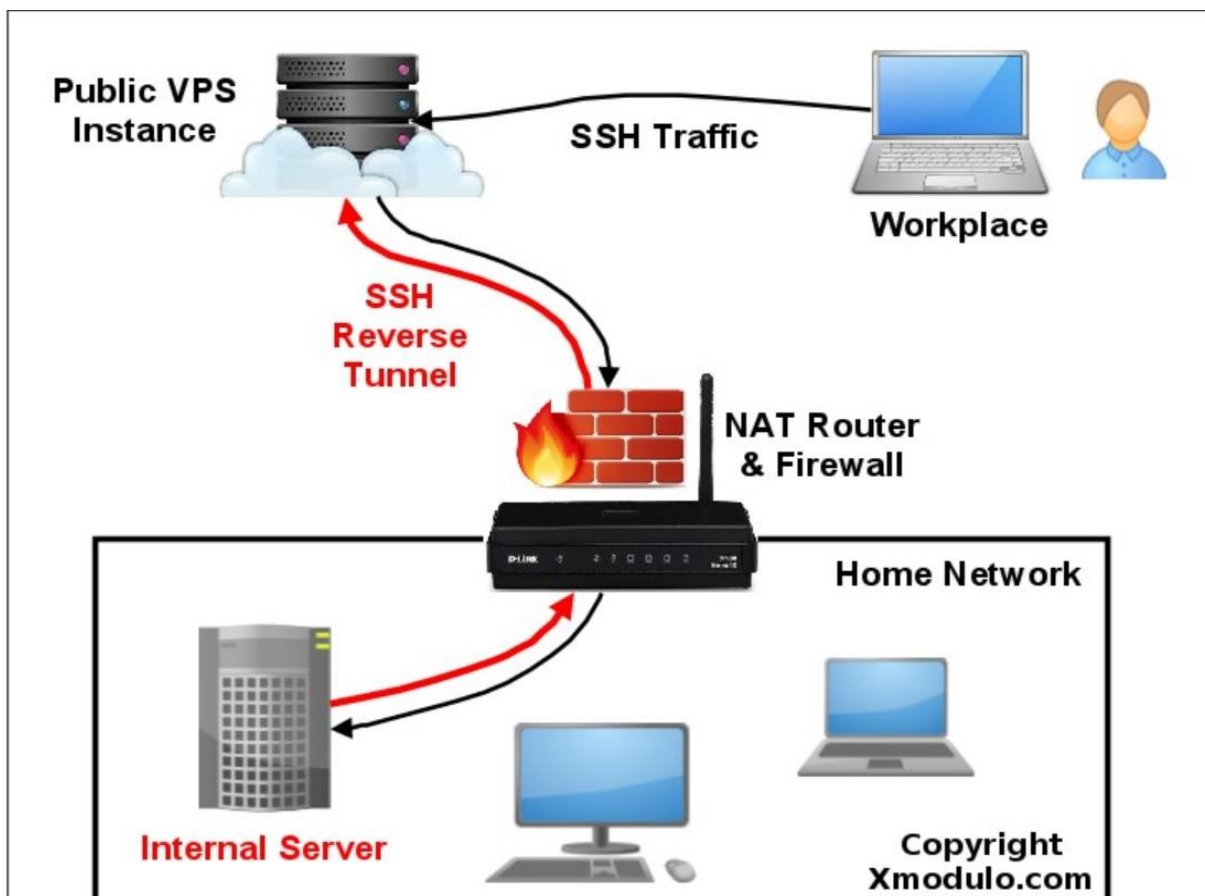 Public VPS
Instance
SSH Traffic
Workplace
SSH
Reverse
Tunnel
NAT Router
& Firewall
D-Link
Home Network
Internal Server
Copyright
Xmodulo.com